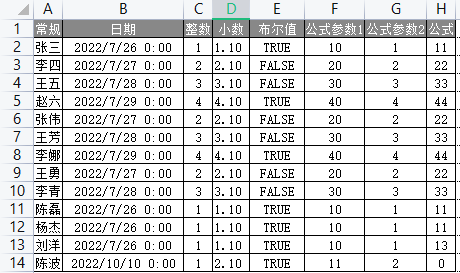 A B C D E F G H
1 常规 日期 整数 小数 布尔值 公式参数1 公式参数2 公式
2 张三 2022/7/26 0:00 1 1.10 TRUE 10 1 11
3 李四 2022/7/27 0:00 2 2.10 FALSE 20 2 22
4 王五 2022/7/28 0:00 3 3.10 FALSE 30 3 33
5 赵六 2022/7/29 0:00 4 4.10 TRUE 40 4 44
6 张伟 2022/7/27 0:00 2 2.10 FALSE 20 2 22
7 王芳 2022/7/28 0:00 3 3.10 FALSE 30 3 33
8 李娜 2022/7/29 0:00 4 4.10 TRUE 40 4 44
9 王勇 2022/7/27 0:00 2 2.10 FALSE 20 2 22
10 李青 2022/7/28 0:00 3 3.10 FALSE 30 3 33
11 陈磊 2022/7/26 0:00 1 1.10 TRUE 10 1 11
12 杨杰 2022/7/26 0:00 1 1.10 TRUE 10 1 11
13 刘洋 2022/7/26 0:00 1 1.10 TRUE 10 1 13
14 陈波 2022/10/10 0:00 1 2.10 TRUE 11 2 0